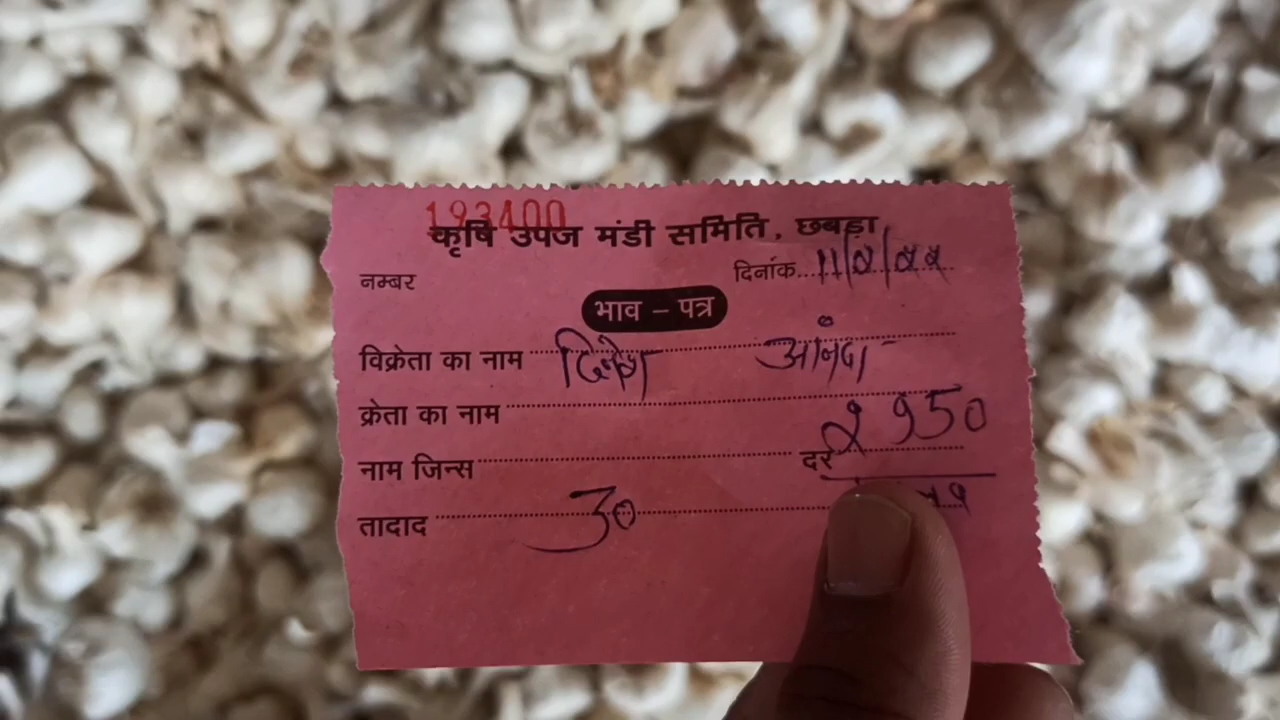 193400
कृषि उपज मंडी समिति, छबड़ा
नम्बर दिनांक... 11/2/22
भाव – पत्र
विक्रेता का नाम दिनेश
क्रेता का नाम
नाम जिन्स दर 2950
तादाद 30